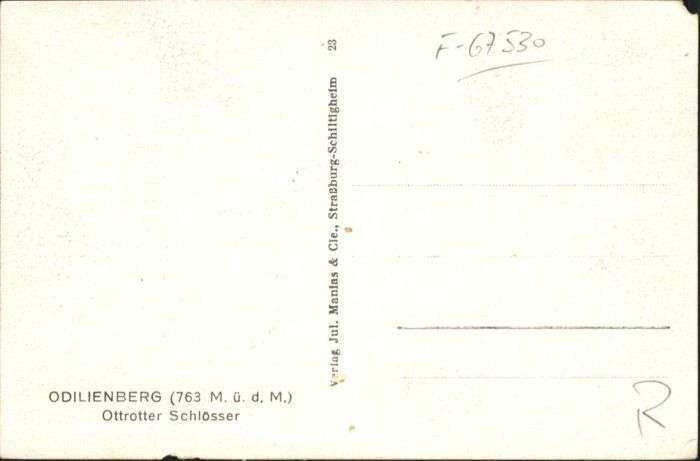 ODILIENBERG (763 M. ü. d. M.)
Ottrotter Schlösser
Verlag Jul. Manias & Cie., Straßburg-Schiltigheim 23
F-67530
R